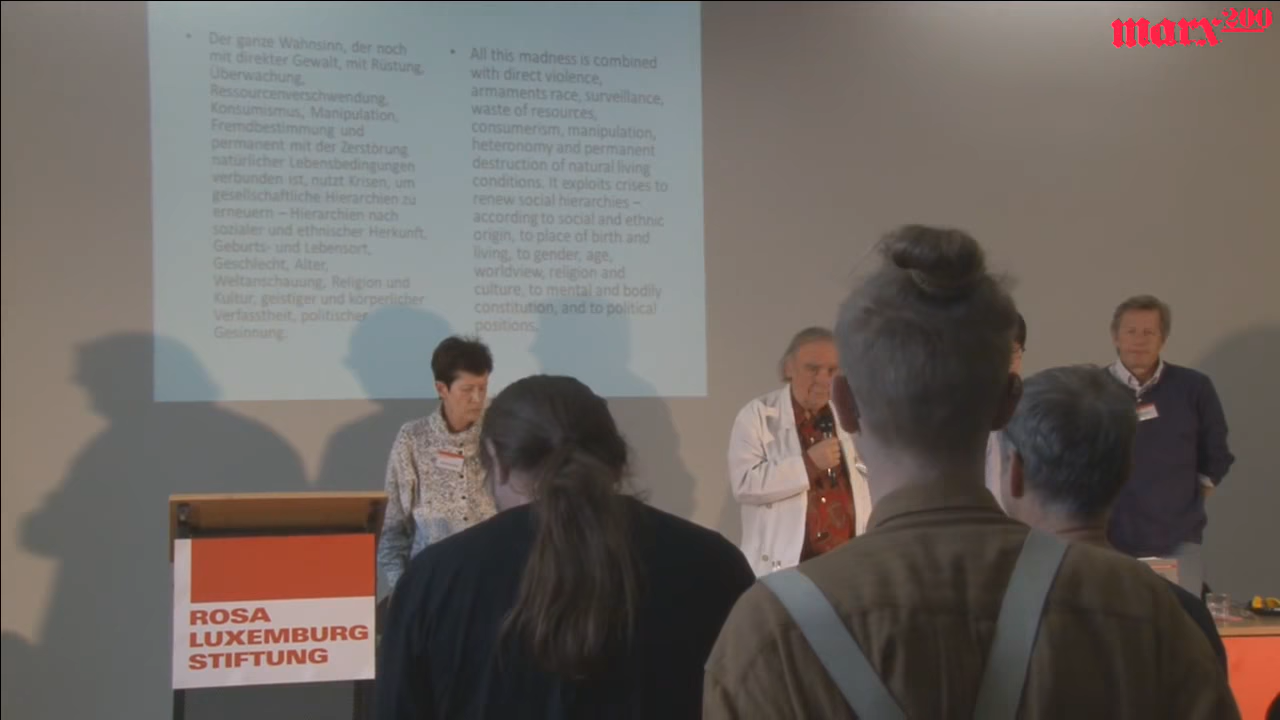 marx200
• Der ganze Wahnsinn, der noch
mit direkter Gewalt, mit Rüstung,
Überwachung,
Ressourcenverschwendung,
Konsumismus, Manipulation,
Fremdbestimmung und
permanent mit der Zerstörung
natürlicher Lebensbedingungen
verbunden ist, nutzt Krisen, um
gesellschaftliche Hierarchien zu
erneuern – Hierarchien nach
sozialer und ethnischer Herkunft,
Geburts- und Lebensort,
Geschlecht, Alter,
Weltanschauung, Religion und
Kultur, geistiger und körperlicher
Verfasstheit, politischer
Gesinnung.
• All this madness is combined
with direct violence,
armaments race, surveillance,
waste of resources,
consumerism, manipulation,
heteronomy and permanent
destruction of natural living
conditions. It exploits crises to
renew social hierarchies –
according to social and ethnic
origin, to place of birth and
living, to gender, age,
worldview, religion and
culture, to mental and bodily
constitution, and to political
positions.
ROSA
LUXEMBURG
STIFTUNG